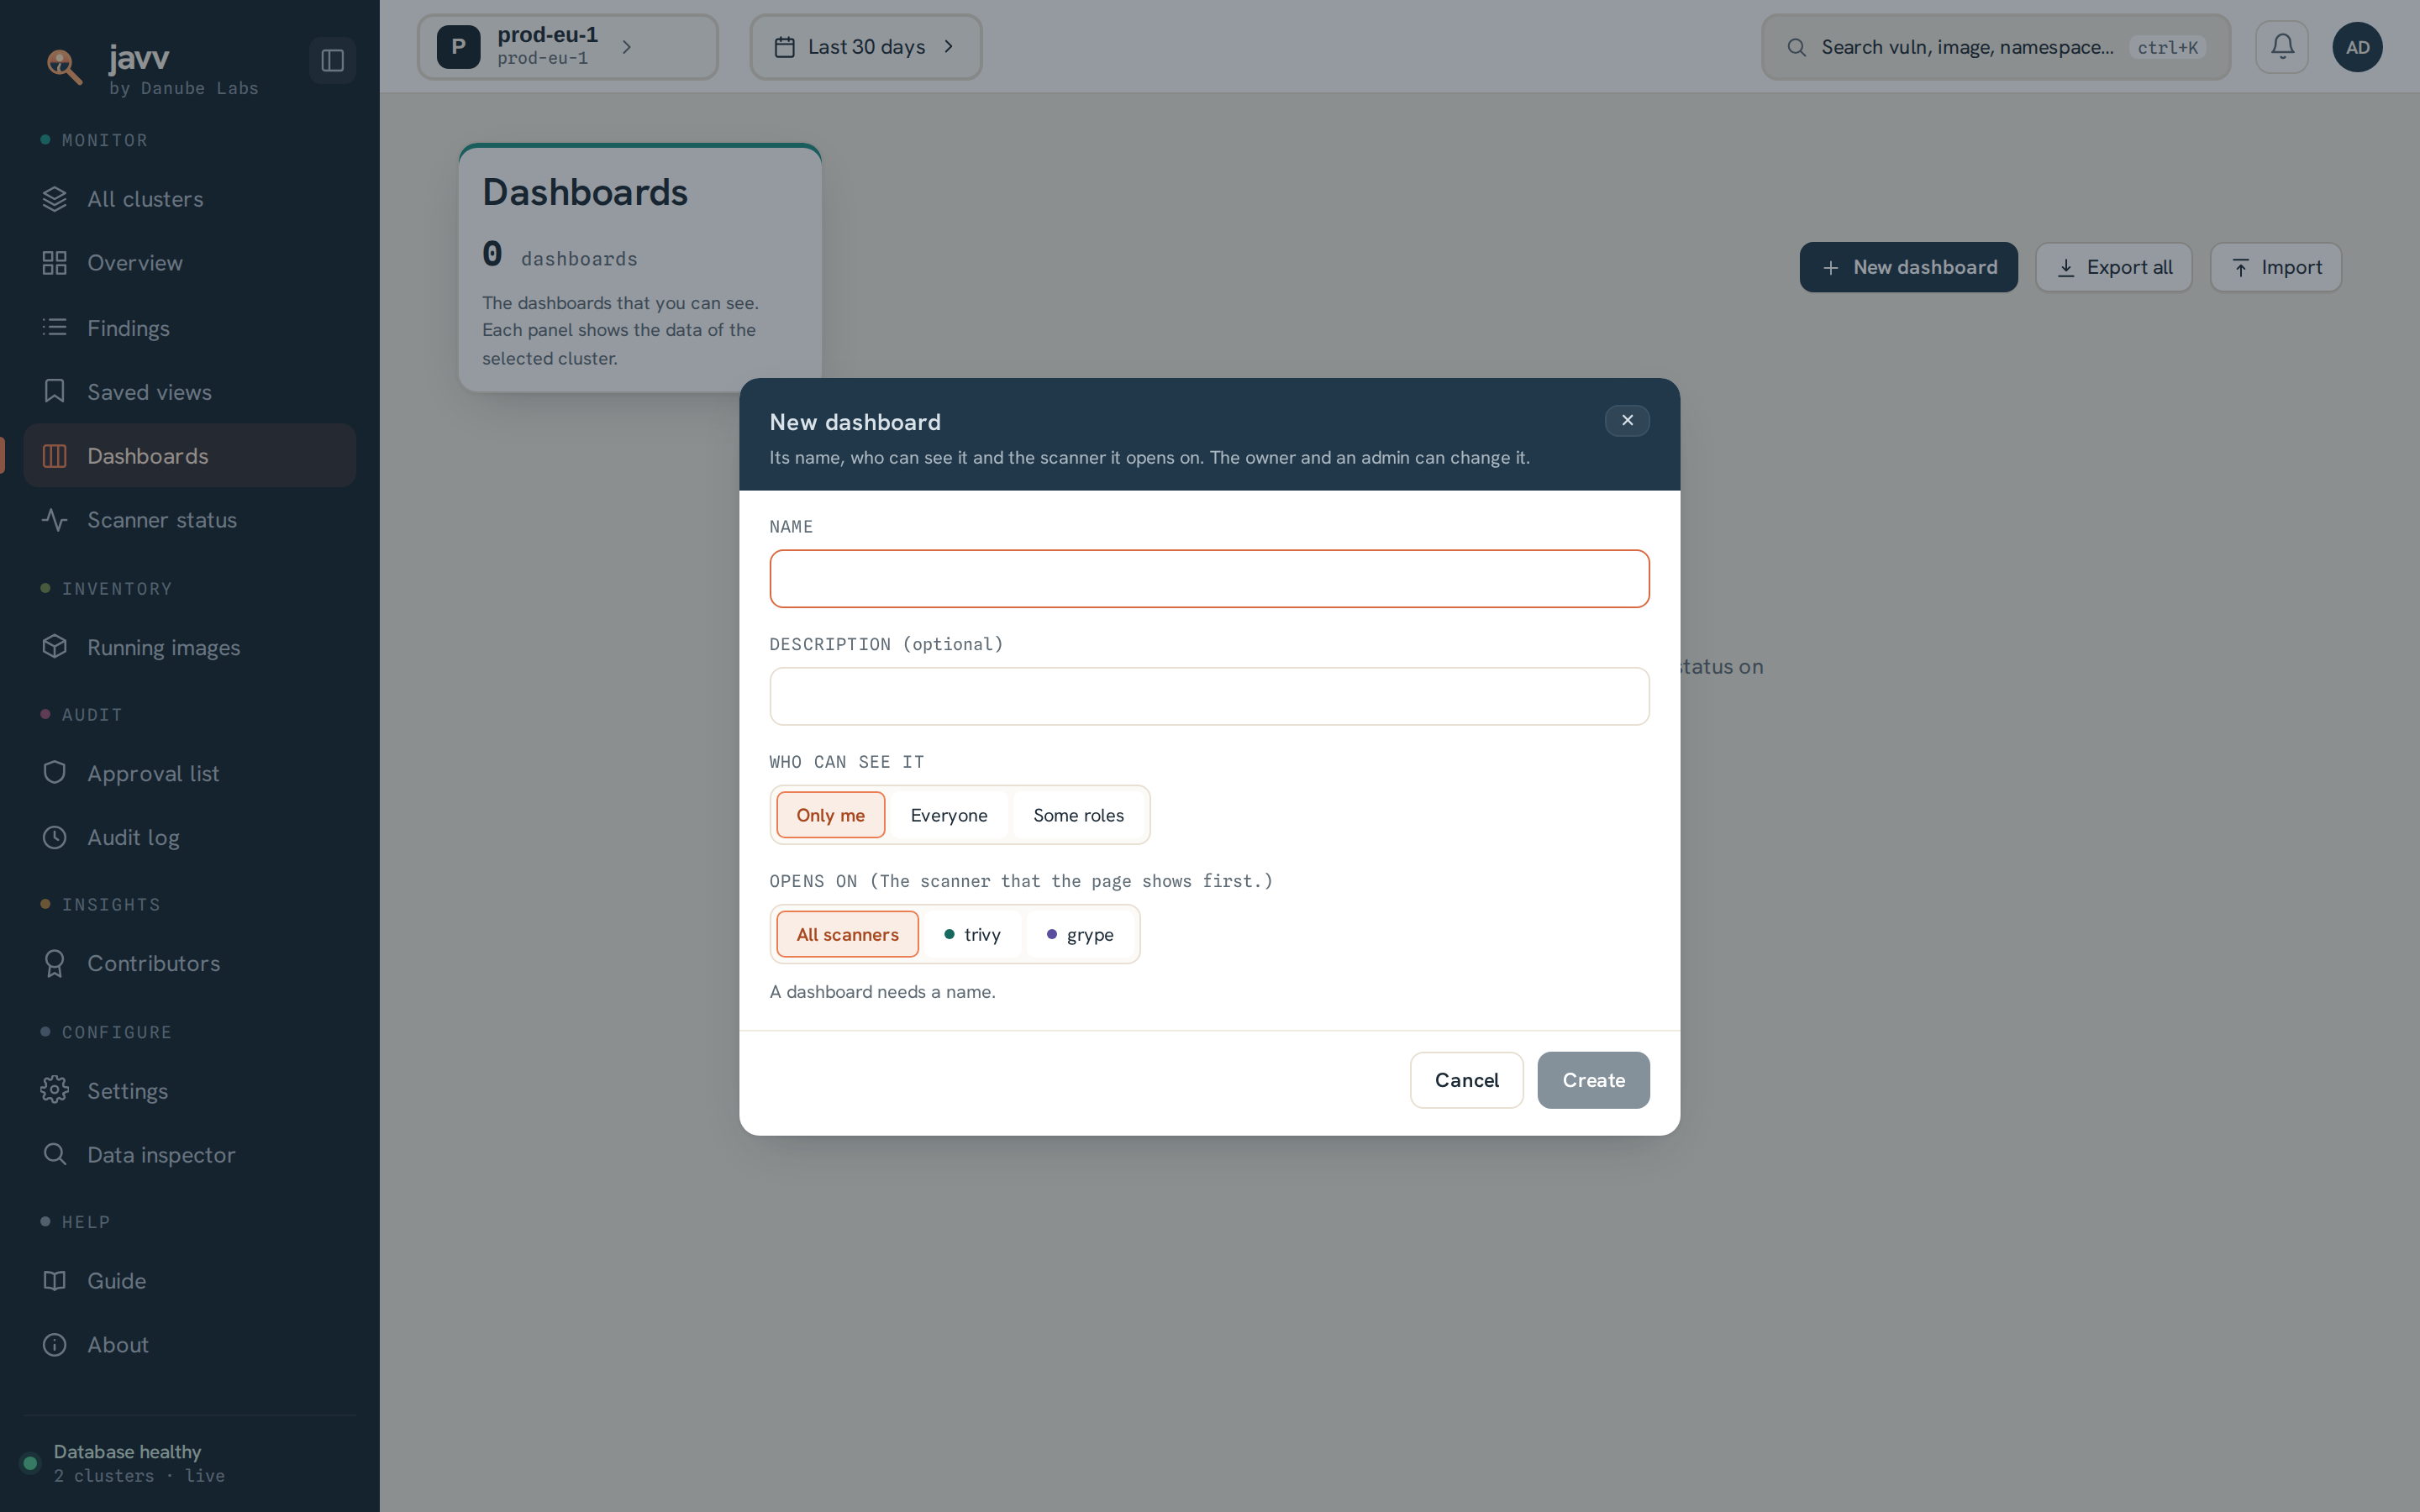 javv
by Danube Labs
MONITOR
All clusters
Overview
Findings
Saved views
Dashboards
Scanner status
INVENTORY
Running images
AUDIT
Approval list
Audit log
INSIGHTS
Contributors
CONFIGURE
Settings
Data inspector
HELP
Guide
About
Database healthy
2 clusters · live
P
prod-eu-1
prod-eu-1
Last 30 days
Search vuln, image, namespace...
ctrl+K
AD
Dashboards
0 dashboards
The dashboards that you can see.
Each panel shows the data of the
selected cluster.
New dashboard
Export all
Import
status on
New dashboard
Its name, who can see it and the scanner it opens on. The owner and an admin can change it.
NAME
DESCRIPTION (optional)
WHO CAN SEE IT
Only me
Everyone
Some roles
OPENS ON (The scanner that the page shows first.)
All scanners
trivy
grype
A dashboard needs a name.
Cancel
Create